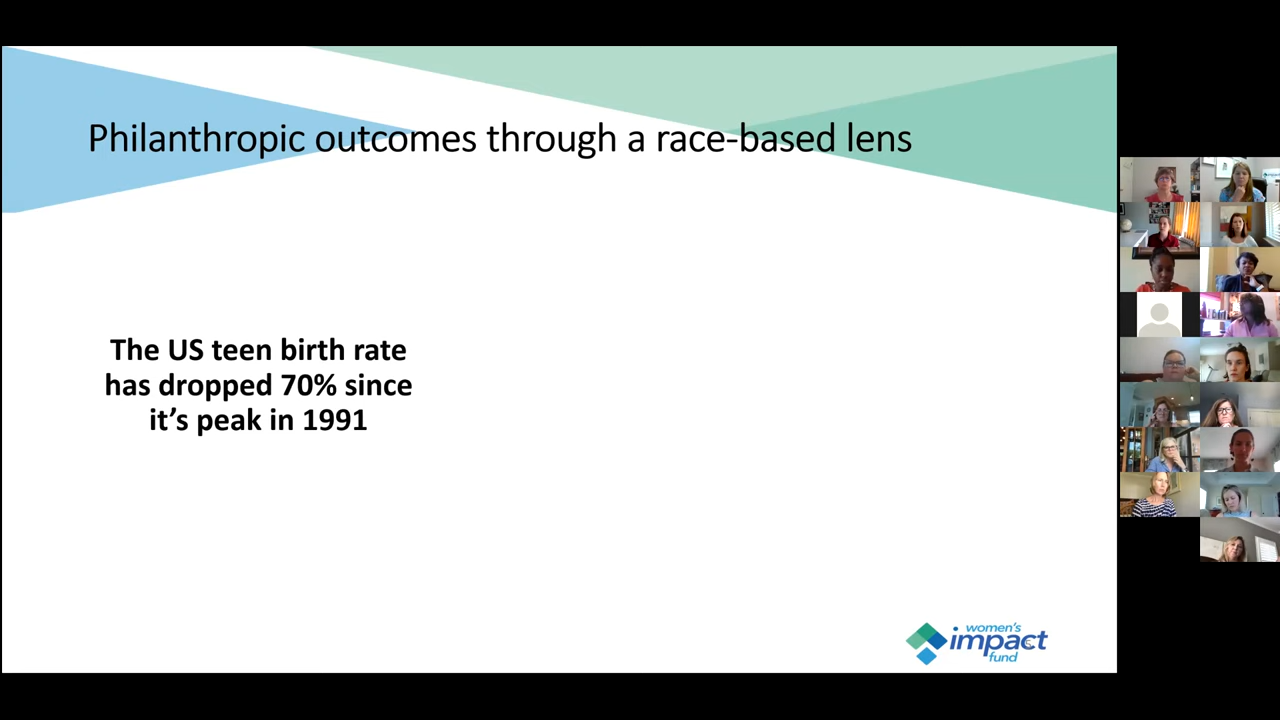 Philanthropic outcomes through a race-based lens
The US teen birth rate
has dropped 70% since
it’s peak in 1991
women's
impact
fund